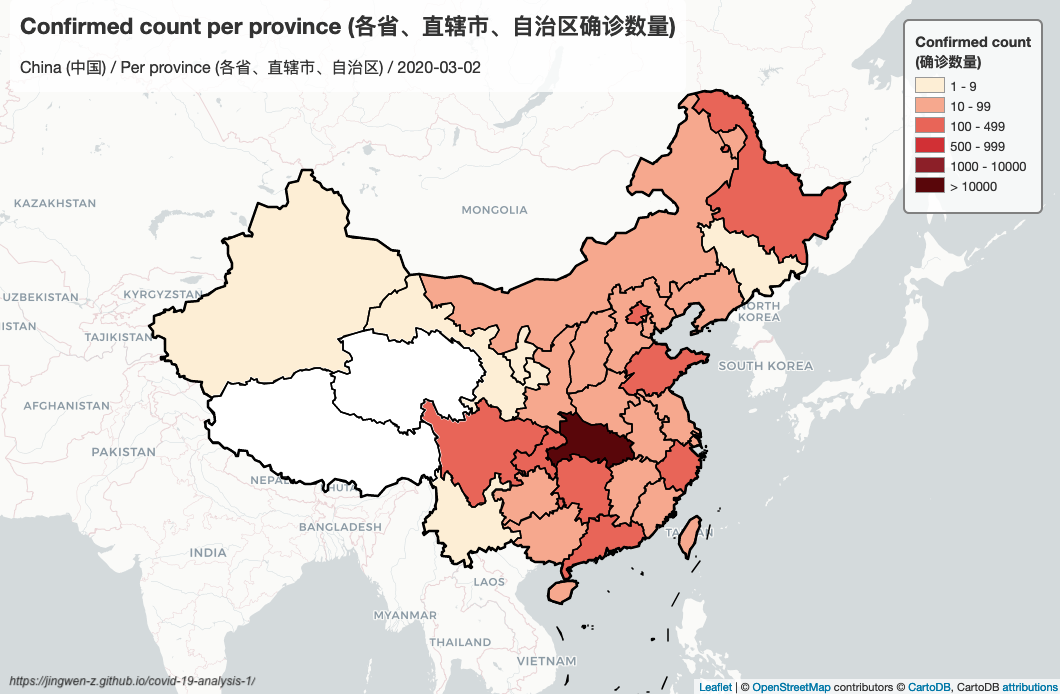 Confirmed count per province (各省、直辖市、自治区确诊数量)
China (中国) / Per province (各省、直辖市、自治区) / 2020-03-02
Confirmed count
(确诊数量)
1 - 9
10 - 99
100 - 499
500 - 999
1000 - 10000
> 10000
KAZAKHSTAN
MONGOLIA
UZBEKISTAN
KYRGYZSTAN
ISTAN
TAJIKISTAN
NORTH
KOREA
SOUTH KOREA
AFGHANISTAN
PAKISTAN
NEPAL
BHUTAN
BANGLADESH
INDIA
TAIWAN
LAOS
MYANMAR
THAILAND
VIETNAM
https://jingwen-z.github.io/covid-19-analysis-1/
Leaflet | © OpenStreetMap contributors © CartoDB, CartoDB attributions